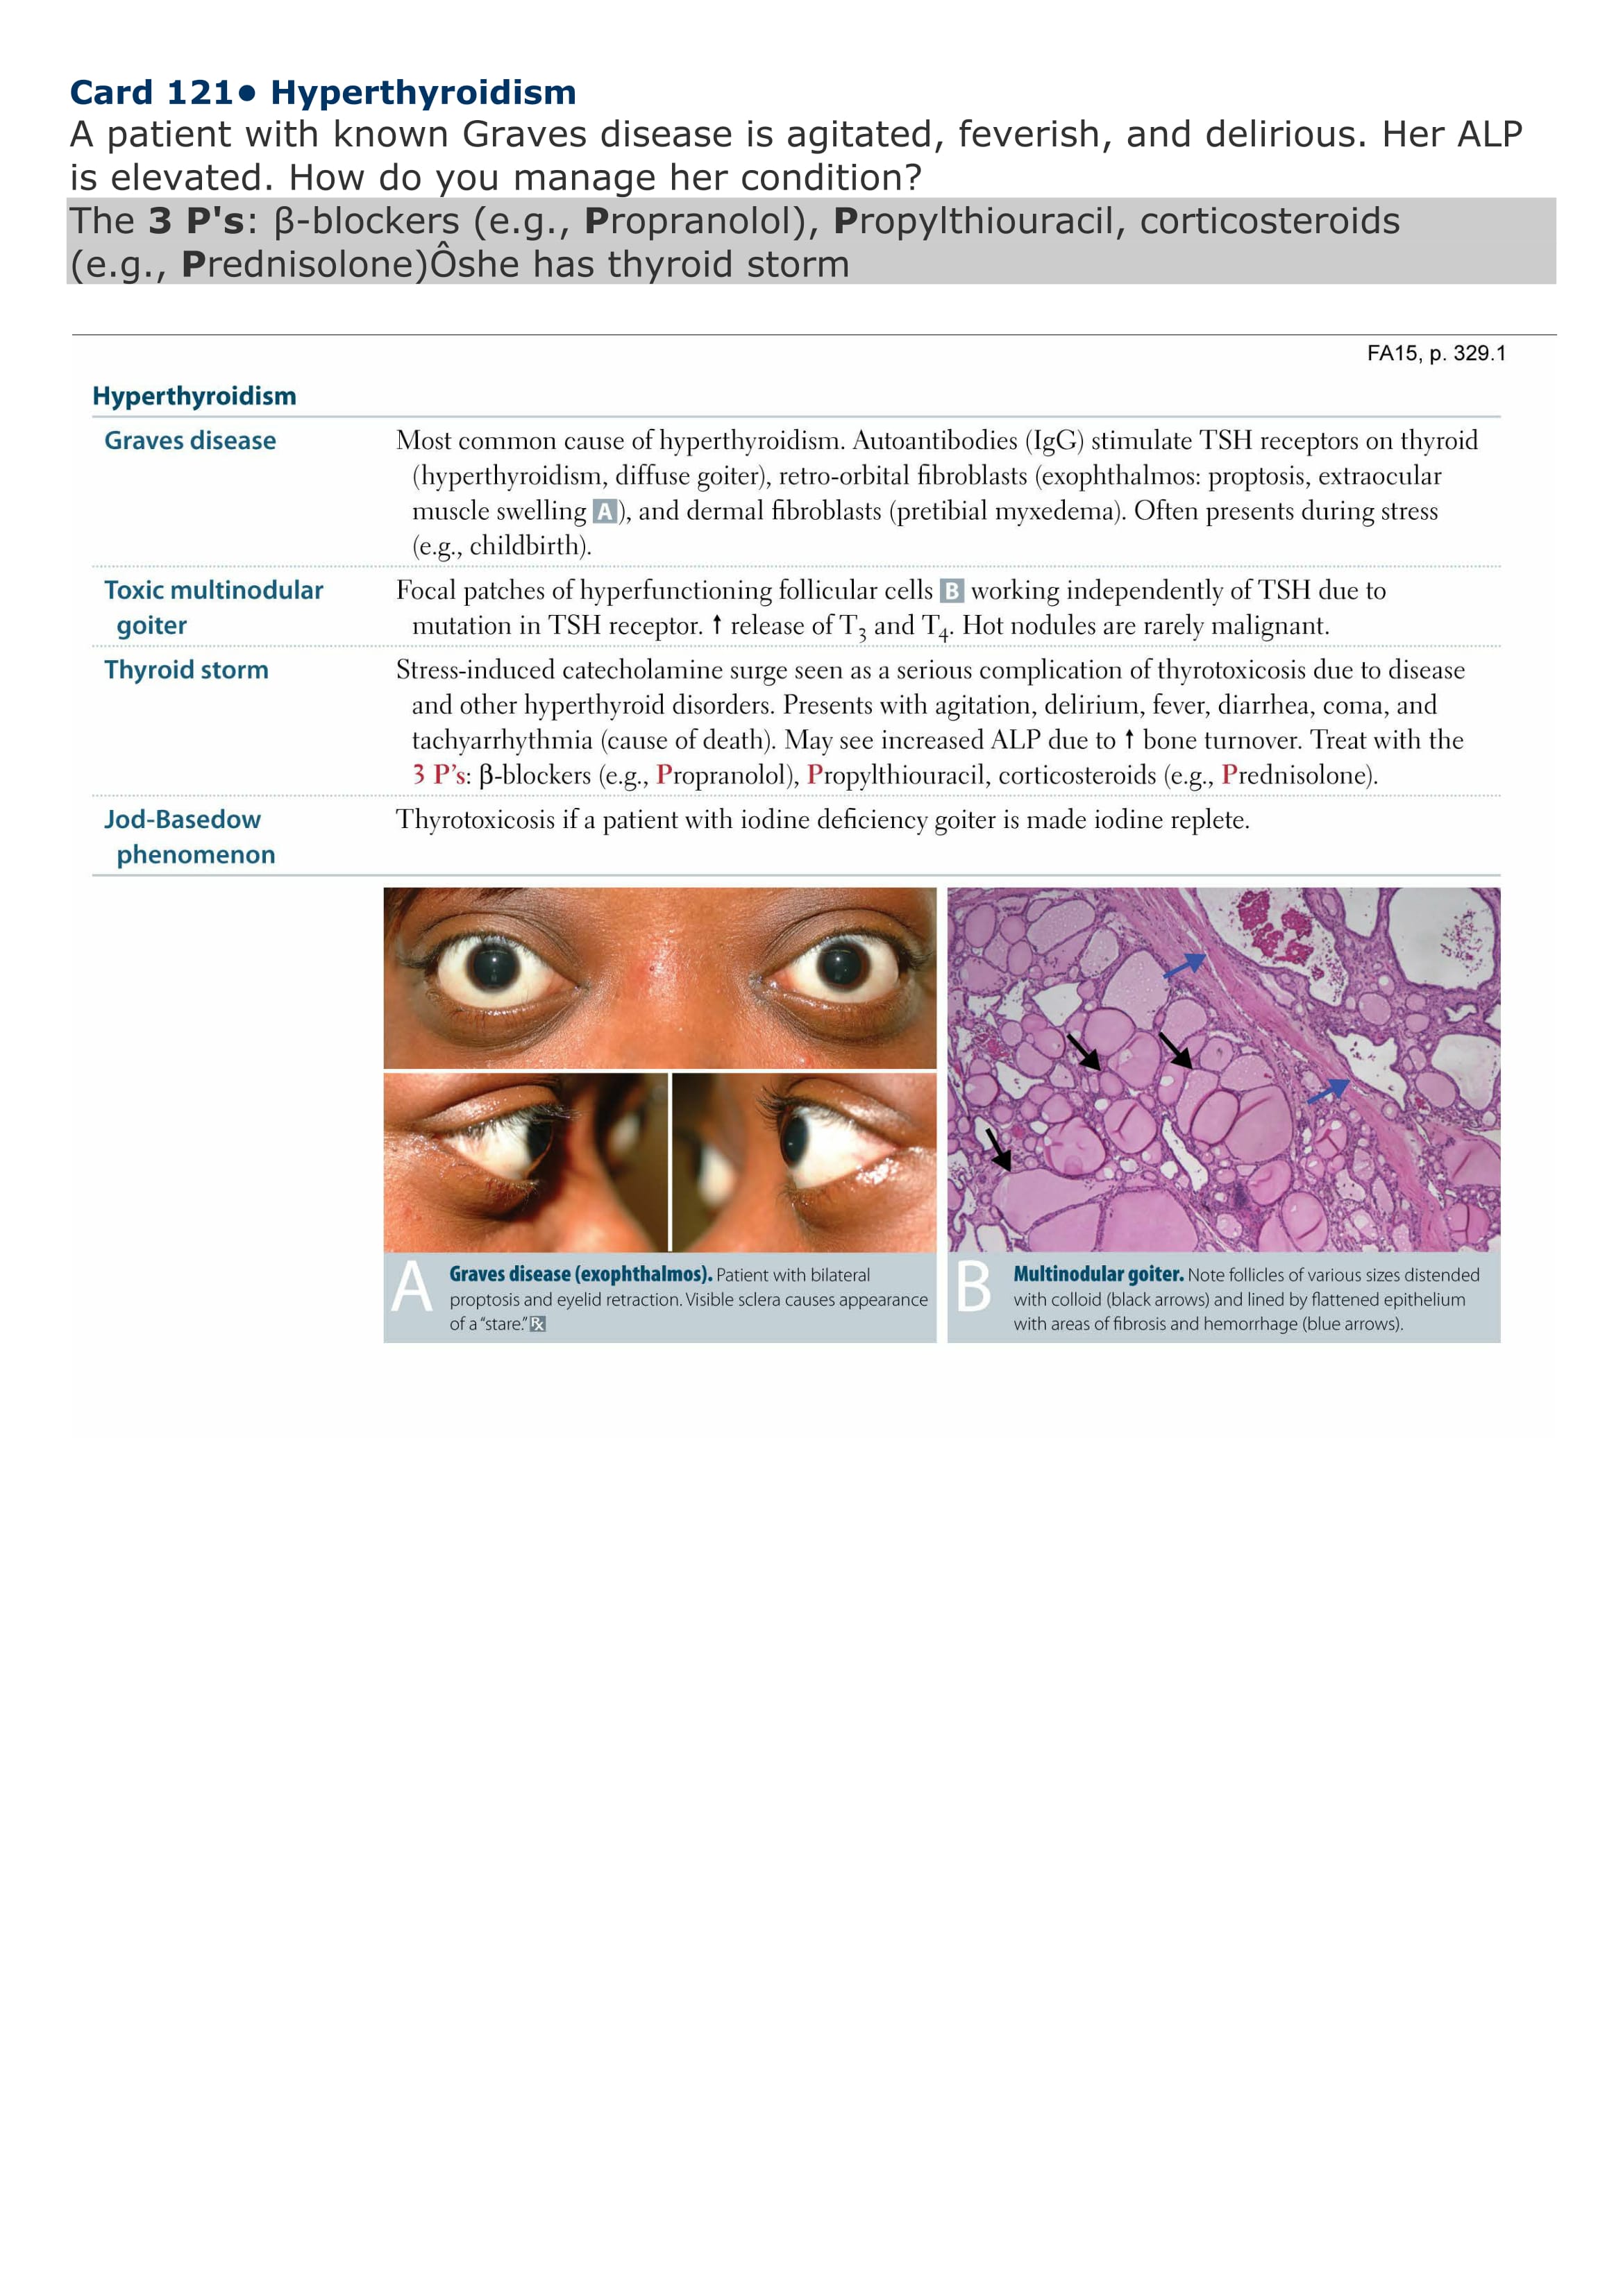 Card 121● Hyperthyroidism
A patient with known Graves disease is agitated, feverish, and delirious. Her ALP
is elevated. How do you manage her condition?
The 3 P's: β-blockers (e.g., Propranolol), Propylthiouracil, corticosteroids
(e.g., Prednisolone)Ôshe has thyroid storm
FA15, p. 329.1
Hyperthyroidism
Graves disease
Most common cause of hyperthyroidism. Autoantibodies (IgG) stimulate TSH receptors on thyroid
(hyperthyroidism, diffuse goiter), retro-orbital fibroblasts (exophthalmos: proptosis, extraocular
muscle swelling A), and dermal fibroblasts (pretibial myxedema). Often presents during stress
(e.g., childbirth).
Toxic multinodular
goiter
Focal patches of hyperfunctioning follicular cells B working independently of TSH due to
mutation in TSH receptor. ↑ release of T3 and T4. Hot nodules are rarely malignant.
Thyroid storm
Stress-induced catecholamine surge seen as a serious complication of thyrotoxicosis due to disease
and other hyperthyroid disorders. Presents with agitation, delirium, fever, diarrhea, coma, and
tachyarrhythmia (cause of death). May see increased ALP due to ↑ bone turnover. Treat with the
3 P’s: β-blockers (e.g., Propranolol), Propylthiouracil, corticosteroids (e.g., Prednisolone).
Jod-Basedow
phenomenon
Thyrotoxicosis if a patient with iodine deficiency goiter is made iodine replete.
A
Graves disease (exophthalmos). Patient with bilateral
proptosis and eyelid retraction. Visible sclera causes appearance
of a “stare.” Rx
B
Multinodular goiter. Note follicles of various sizes distended
with colloid (black arrows) and lined by flattened epithelium
with areas of fibrosis and hemorrhage (blue arrows).